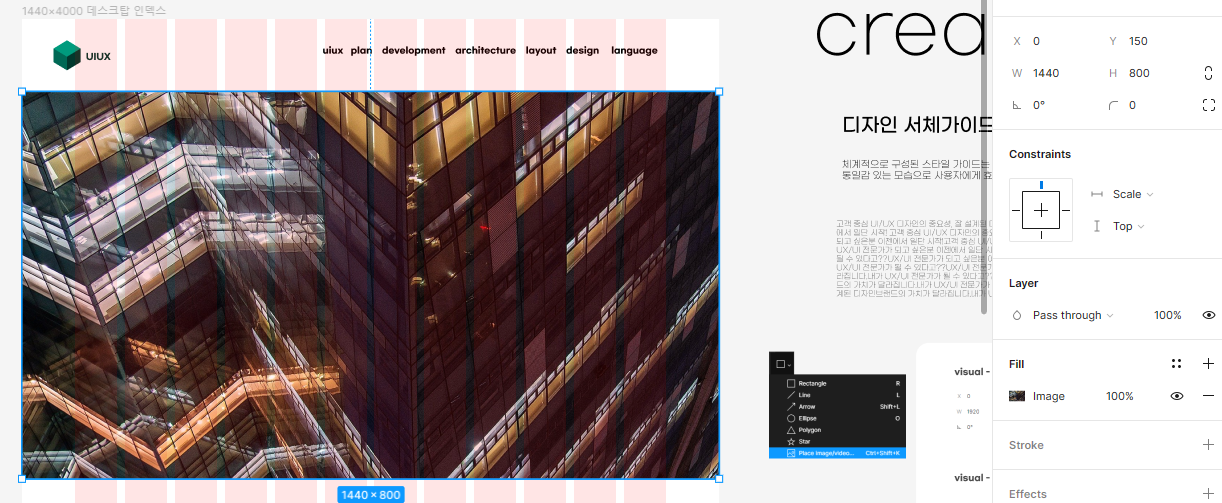 1440×4000 데스크탑 인덱스
UIUX
uiux plan development architecture layout design language
1440 × 800
crea
디자인 서체가이드
체계적으로 구성된 스타일 가이드는
통일감 있는 모습으로 사용자에게 효
Rectangle R
Line L
Arrow Shift+L
Ellipse O
Polygon
Star
Place image/video... Ctrl+Shift+K
visual -
X 0
W 1920
0°
visual -
X 0 Y 150
W 1440 H 800
0° 0
Constraints
Scale
Top
Layer
Pass through 100%
Fill
Image 100%
Stroke
Effects